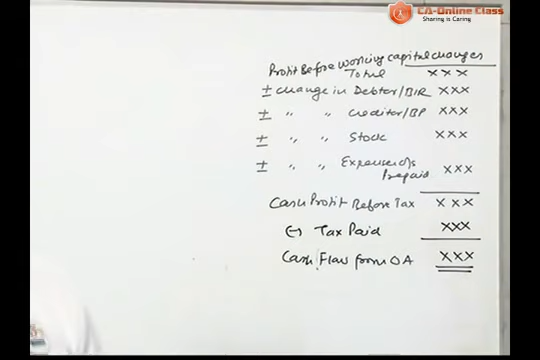 CA-Online Class
Sharing is Caring
Profit Before working capital changes
Total xxx
± change in Debtor/BIR xxx
± " " Creditor/BP xxx
± " " Stock xxx
± " " Expenses o/s
Prepaid xxx
Cash Profit Before Tax xxx
(-) Tax Paid xxx
Cash Flow from OA xxx